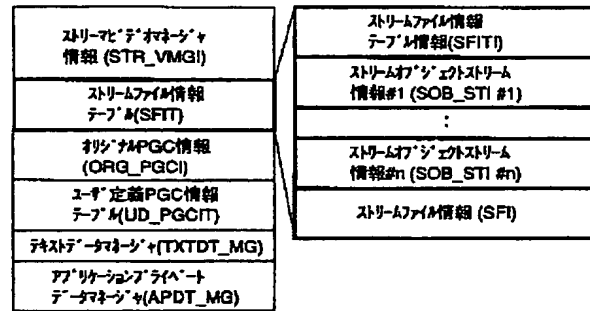 ｽﾄﾘｰﾏﾋﾞﾃﾞｵﾏﾈｰｼﾞｬ
情報 (STR_VMGI)
ｽﾄﾘｰﾑﾌｧｲﾙ情報
ﾃｰﾌﾞﾙ(SFIT)
ｵﾘｼﾞﾅﾙPGC情報
(ORG_PGCI)
ﾕｰｻﾞ定義PGC情報
ﾃｰﾌﾞﾙ(UD_PGCIT)
ﾃｷｽﾄﾃﾞｰﾀﾏﾈｰｼﾞｬ(TXTDT_MG)
ｱﾌﾟﾘｹｰｼｮﾝﾌﾟﾗｲﾍﾞｰﾄ
ﾃﾞｰﾀﾏﾈｰｼﾞｬ(APDT_MG)
ｽﾄﾘｰﾑﾌｧｲﾙ情報
ﾃｰﾌﾞﾙ情報(SFITI)
ｽﾄﾘｰﾑｵﾌﾞｼﾞｪｸﾄｽﾄﾘｰﾑ
情報#1 (SOB_STI #1)
:
ｽﾄﾘｰﾑｵﾌﾞｼﾞｪｸﾄｽﾄﾘｰﾑ
情報#n (SOB_STI #n)
ｽﾄﾘｰﾑﾌｧｲﾙ情報 (SFI)